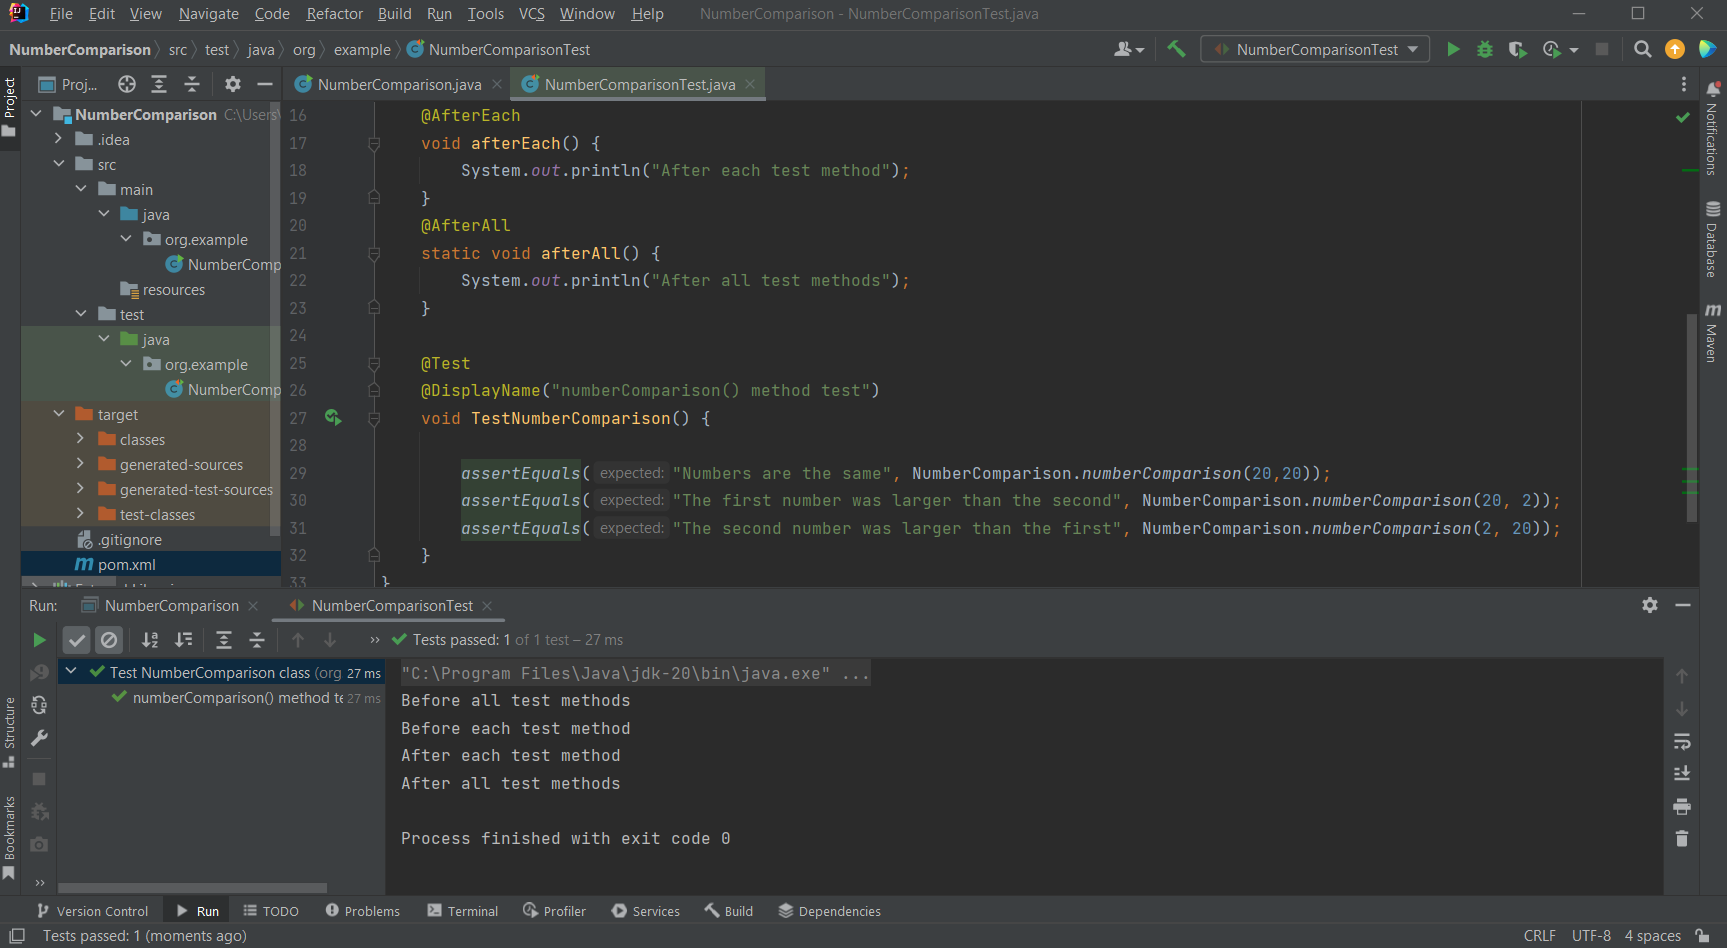 File Edit View Navigate Code Refactor Build Run Tools VCS Window Help NumberComparison - NumberComparisonTest.java
NumberComparison src test java org example NumberComparisonTest NumberComparisonTest
Project
Proj...
NumberComparison.java NumberComparisonTest.java
NumberComparison C:\Users\
.idea
src
main
java
org.example
NumberComp
resources
test
java
org.example
NumberComp
target
classes
generated-sources
generated-test-sources
test-classes
.gitignore
pom.xml
16 @AfterEach
17 void afterEach() {
18 System.out.println("After each test method");
19 }
20 @AfterAll
21 static void afterAll() {
22 System.out.println("After all test methods");
23 }
24
25 @Test
26 @DisplayName("numberComparison() method test")
27 void TestNumberComparison() {
28
29 assertEquals( expected: "Numbers are the same", NumberComparison.numberComparison(20,20));
30 assertEquals( expected: "The first number was larger than the second", NumberComparison.numberComparison(20, 2));
31 assertEquals( expected: "The second number was larger than the first", NumberComparison.numberComparison(2, 20));
32 }
33 }
Notifications
Database
Maven
Run: NumberComparison NumberComparisonTest
Tests passed: 1 of 1 test – 27 ms
Test NumberComparison class (org 27 ms
numberComparison() method te 27 ms
"C:\Program Files\Java\jdk-20\bin\java.exe" ...
Before all test methods
Before each test method
After each test method
After all test methods
Process finished with exit code 0
Structure
Bookmarks
Version Control Run TODO Problems Terminal Profiler Services Build Dependencies
Tests passed: 1 (moments ago) CRLF UTF-8 4 spaces